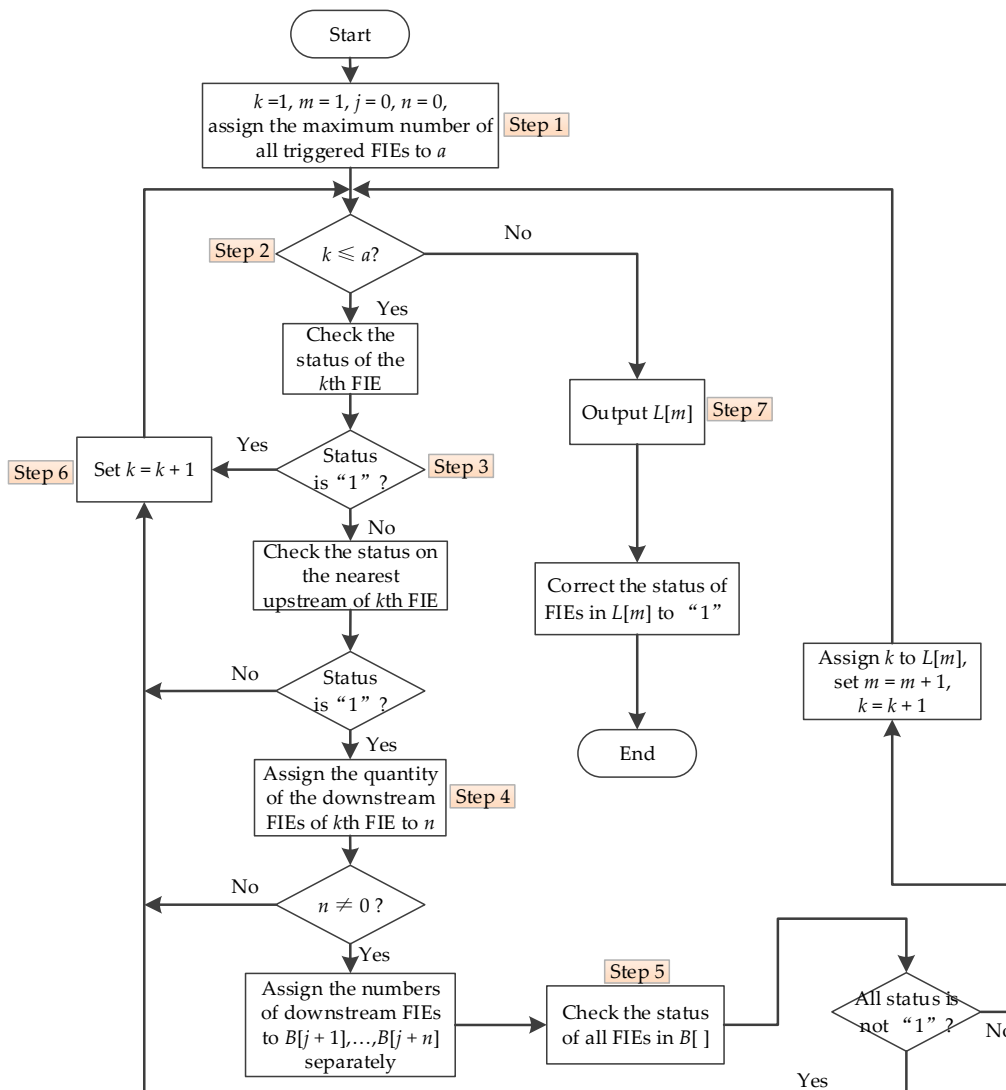 Start
k =1, m = 1, j = 0, n = 0,
assign the maximum number of
all triggered FIEs to a
Step 1
Step 2
k ≤ a?
No
Yes
Check the
status of the
kth FIE
Output L[m]
Step 7
Step 6
Set k = k + 1
Yes
Status
is “1” ?
Step 3
No
Check the status on
the nearest
upstream of kth FIE
Correct the status of
FIEs in L[m] to “1”
Assign k to L[m],
set m = m + 1,
k = k + 1
No
Status
is “1” ?
Yes
End
Assign the quantity
of the downstream
FIEs of kth FIE to n
Step 4
No
n ≠ 0 ?
Yes
Assign the numbers
of downstream FIEs
to B[j + 1],…,B[j + n]
separately
Step 5
Check the status
of all FIEs in B[ ]
All status is
not “1” ?
No
Yes